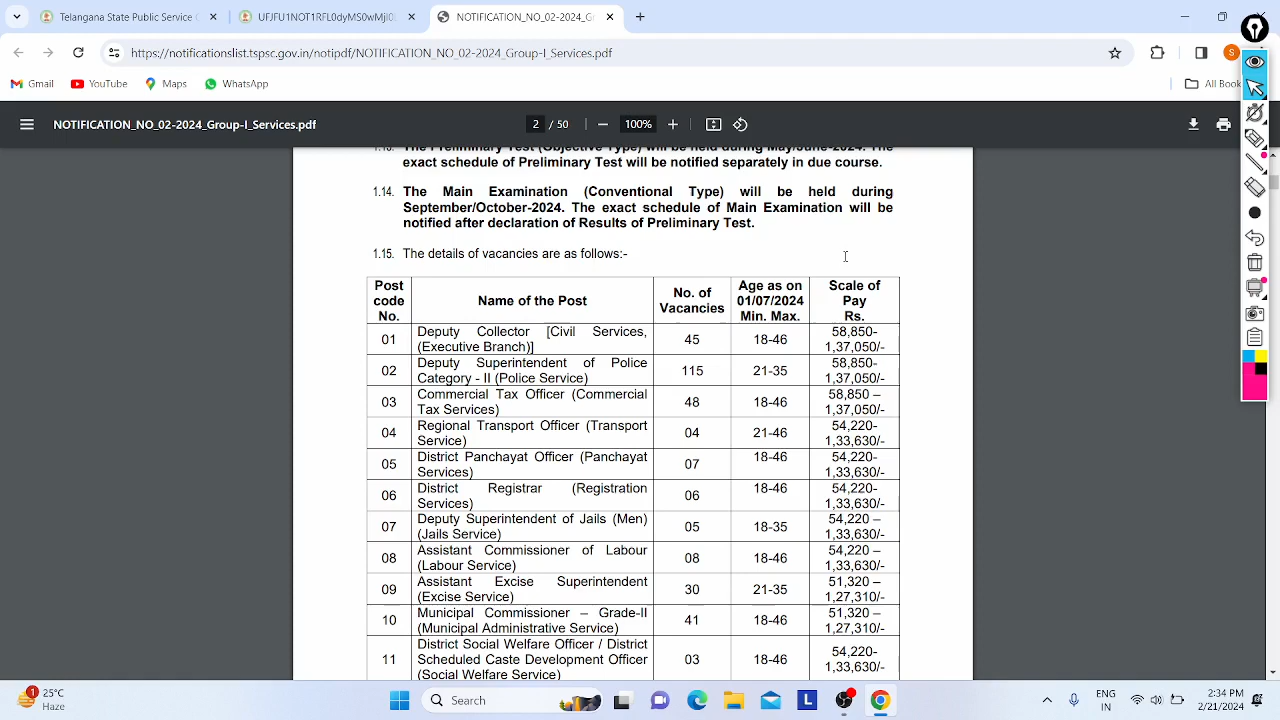 Telangana State Public Service C
UFJFU1NOT1RFL0dyMS0wMjI0
NOTIFICATION_NO_02-2024_G
https://notificationslist.tspsc.gov.in/notipdf/NOTIFICATION_NO_02-2024_Group-I_Services.pdf
S
Gmail
YouTube
Maps
WhatsApp
All Book
NOTIFICATION_NO_02-2024_Group-I_Services.pdf
2 / 50
100%
exact schedule of Preliminary Test will be notified separately in due course.
1.14. The Main Examination (Conventional Type) will be held during
September/October-2024. The exact schedule of Main Examination will be
notified after declaration of Results of Preliminary Test.
1.15. The details of vacancies are as follows:-
Post code No. Name of the Post No. of Vacancies Age as on 01/07/2024 Min. Max. Scale of Pay Rs.
01 Deputy Collector [Civil Services, (Executive Branch)] 45 18-46 58,850- 1,37,050/-
02 Deputy Superintendent of Police Category - II (Police Service) 115 21-35 58,850- 1,37,050/-
03 Commercial Tax Officer (Commercial Tax Services) 48 18-46 58,850 – 1,37,050/-
04 Regional Transport Officer (Transport Service) 04 21-46 54,220- 1,33,630/-
05 District Panchayat Officer (Panchayat Services) 07 18-46 54,220- 1,33,630/-
06 District Registrar (Registration Services) 06 18-46 54,220- 1,33,630/-
07 Deputy Superintendent of Jails (Men) (Jails Service) 05 18-35 54,220 – 1,33,630/-
08 Assistant Commissioner of Labour (Labour Service) 08 18-46 54,220 – 1,33,630/-
09 Assistant Excise Superintendent (Excise Service) 30 21-35 51,320 – 1,27,310/-
10 Municipal Commissioner – Grade-II (Municipal Administrative Service) 41 18-46 51,320 – 1,27,310/-
11 District Social Welfare Officer / District Scheduled Caste Development Officer (Social Welfare Service) 03 18-46 54,220- 1,33,630/-
1
25°C
Haze
Search
L
ENG
IN
2:34 PM
2/21/2024